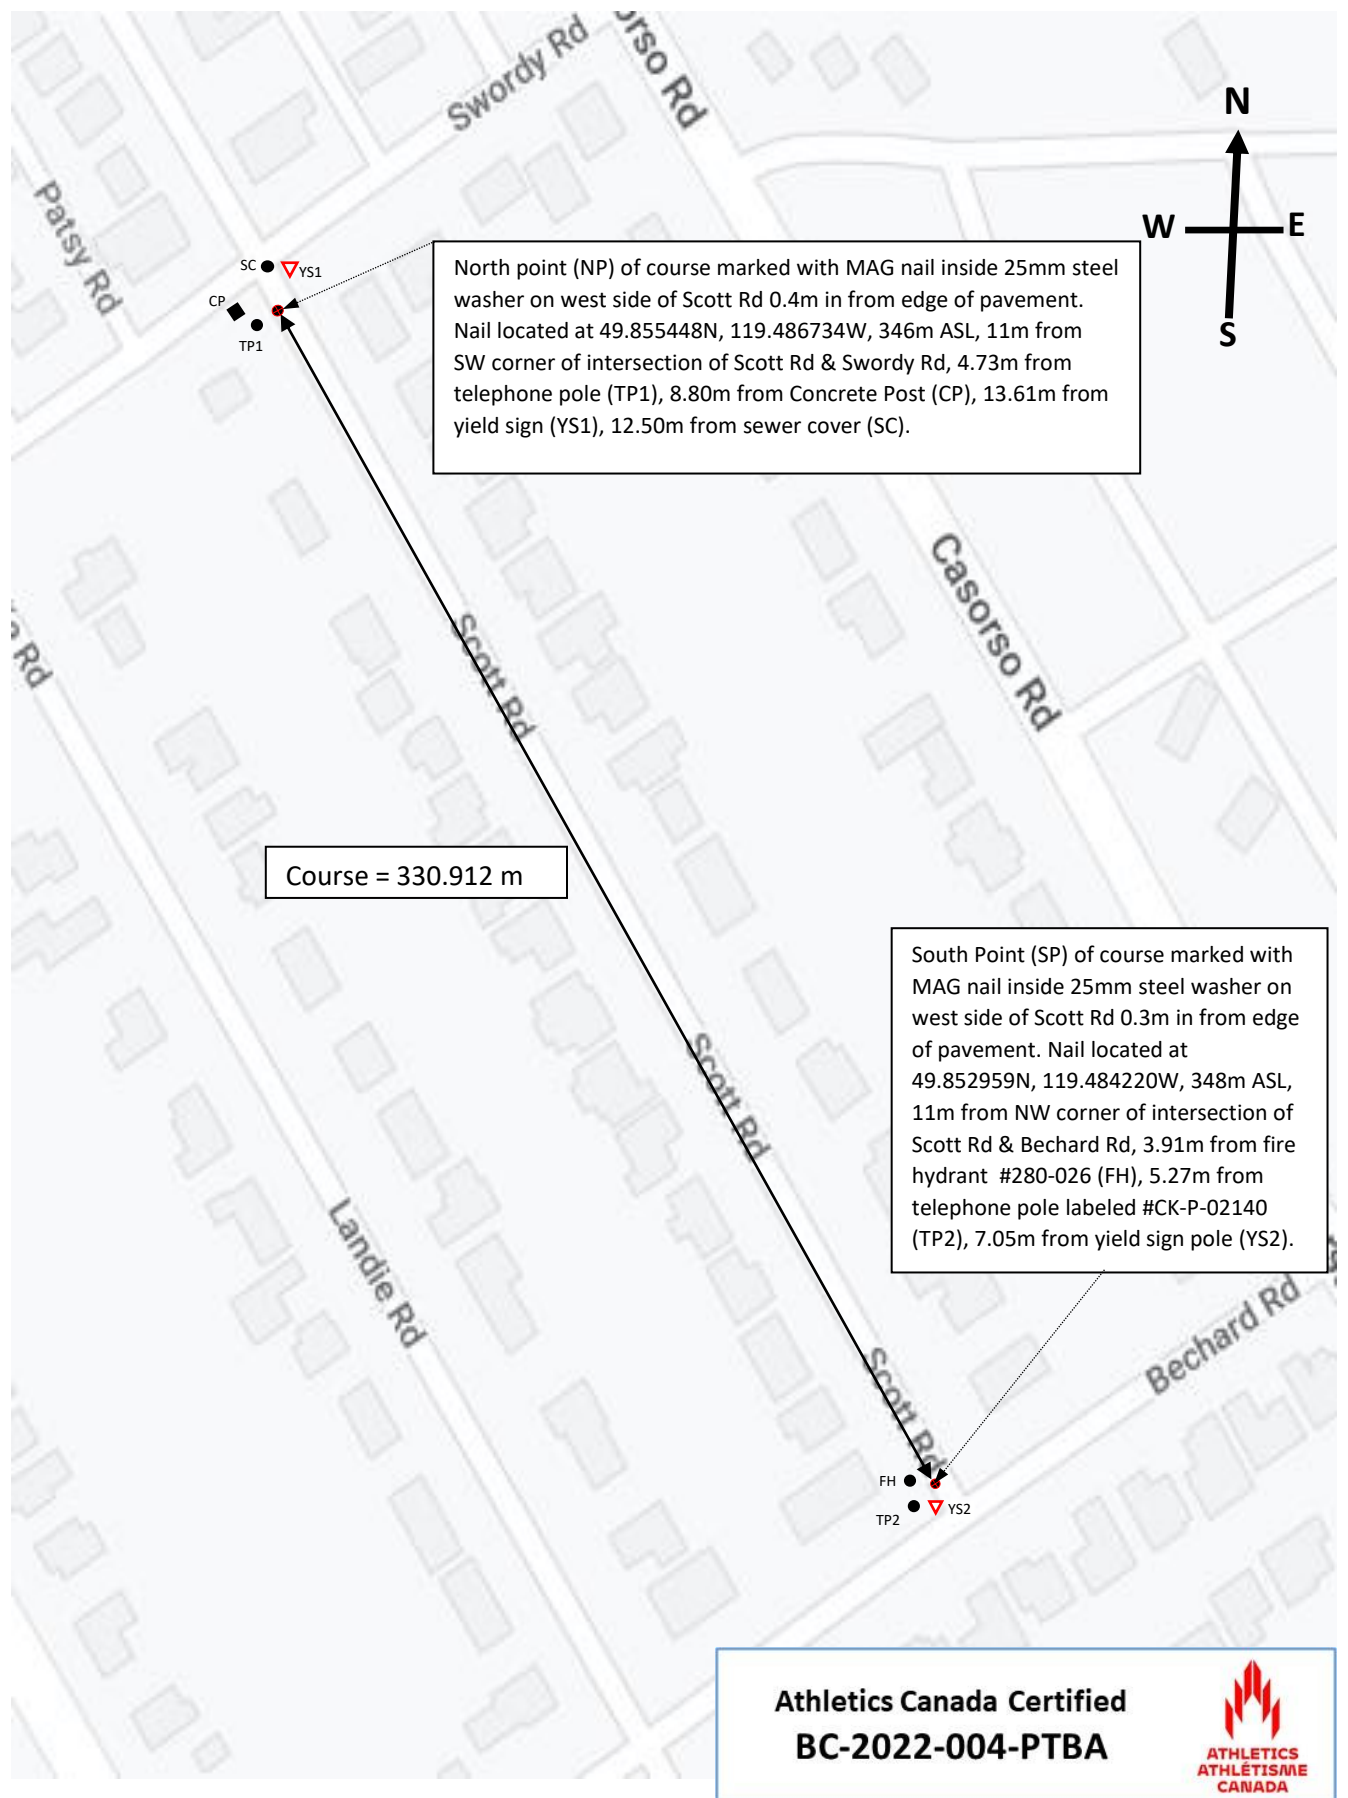 Swordy Rd
orso Rd
N
Patsy Rd
W
E
S
SC
YS1
CP
TP1
North point (NP) of course marked with MAG nail inside 25mm steel
washer on west side of Scott Rd 0.4m in from edge of pavement.
Nail located at 49.855448N, 119.486734W, 346m ASL, 11m from
SW corner of intersection of Scott Rd & Swordy Rd, 4.73m from
telephone pole (TP1), 8.80m from Concrete Post (CP), 13.61m from
yield sign (YS1), 12.50m from sewer cover (SC).
Casorso Rd
Rd
Scott Rd
Course = 330.912 m
South Point (SP) of course marked with
MAG nail inside 25mm steel washer on
west side of Scott Rd 0.3m in from edge
of pavement. Nail located at
49.852959N, 119.484220W, 348m ASL,
11m from NW corner of intersection of
Scott Rd & Bechard Rd, 3.91m from fire
hydrant  #280-026 (FH), 5.27m from
telephone pole labeled #CK-P-02140
(TP2), 7.05m from yield sign pole (YS2).
Scott Rd
Landie Rd
Bechard Rd
Scott Rd
FH
TP2
YS2
Athletics Canada Certified
BC-2022-004-PTBA
ATHLETICS
ATHLÉTISME
CANADA